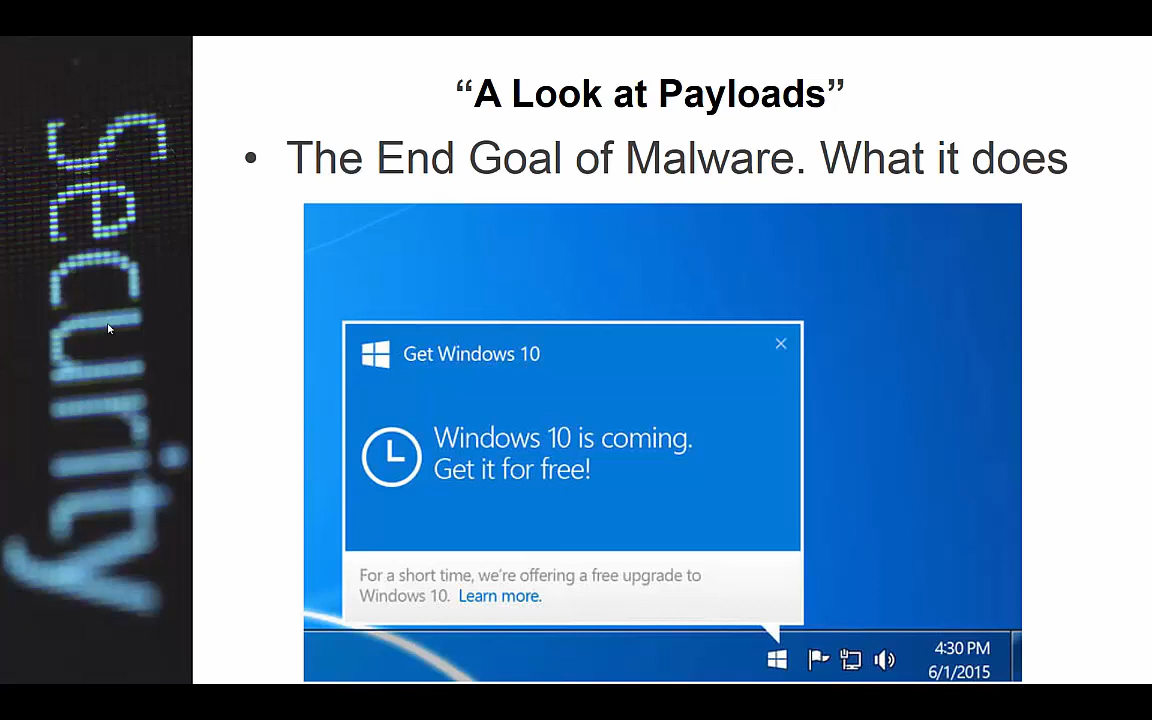 Security
“A Look at Payloads”
• The End Goal of Malware. What it does
Get Windows 10
Windows 10 is coming.
Get it for free!
For a short time, we're offering a free upgrade to
Windows 10. Learn more.
4:30 PM
6/1/2015